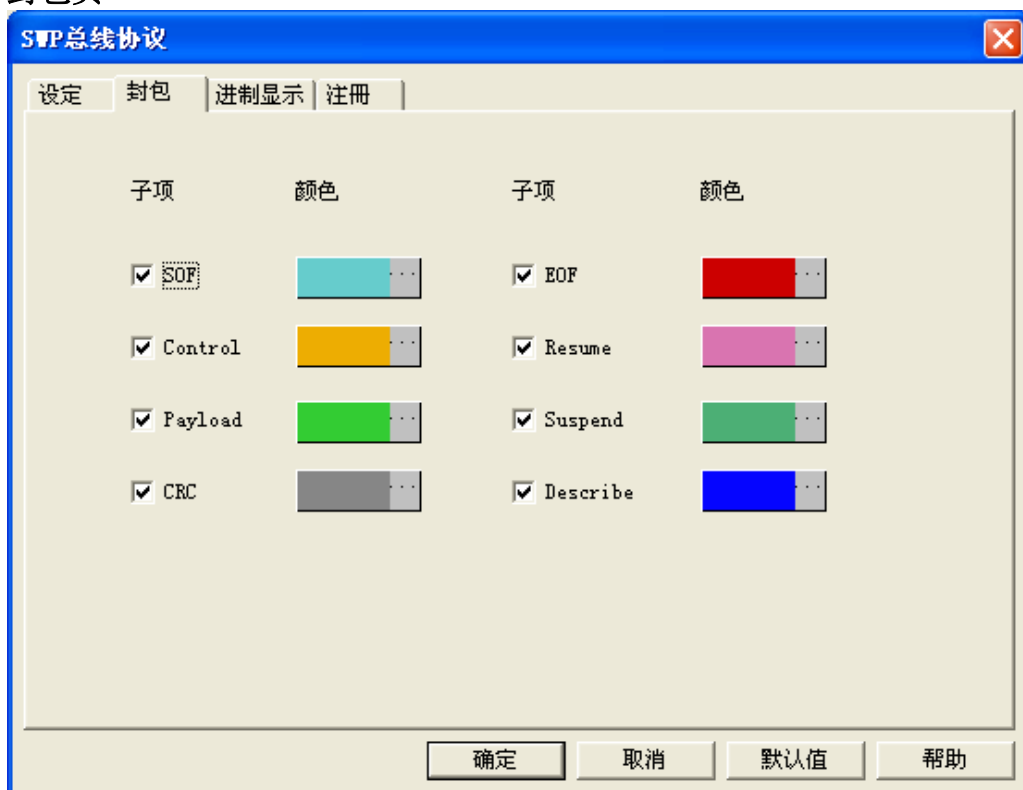 SWP总线协议
设定 封包 进制显示 注册
子项 颜色 子项 颜色
SOF ... EOF ...
Control ... Resume ...
Payload ... Suspend ...
CRC ... Describe ...
确定 取消 默认值 帮助